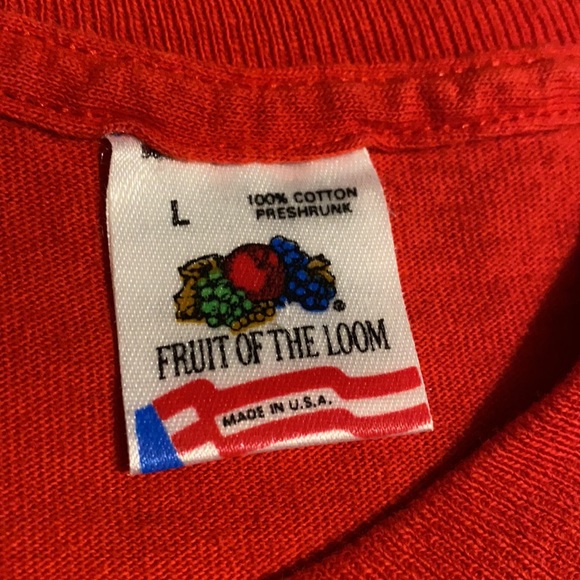 L
100% COTTON
PRESHRUNK
®
FRUIT OF THE LOOM
MADE IN U.S.A.